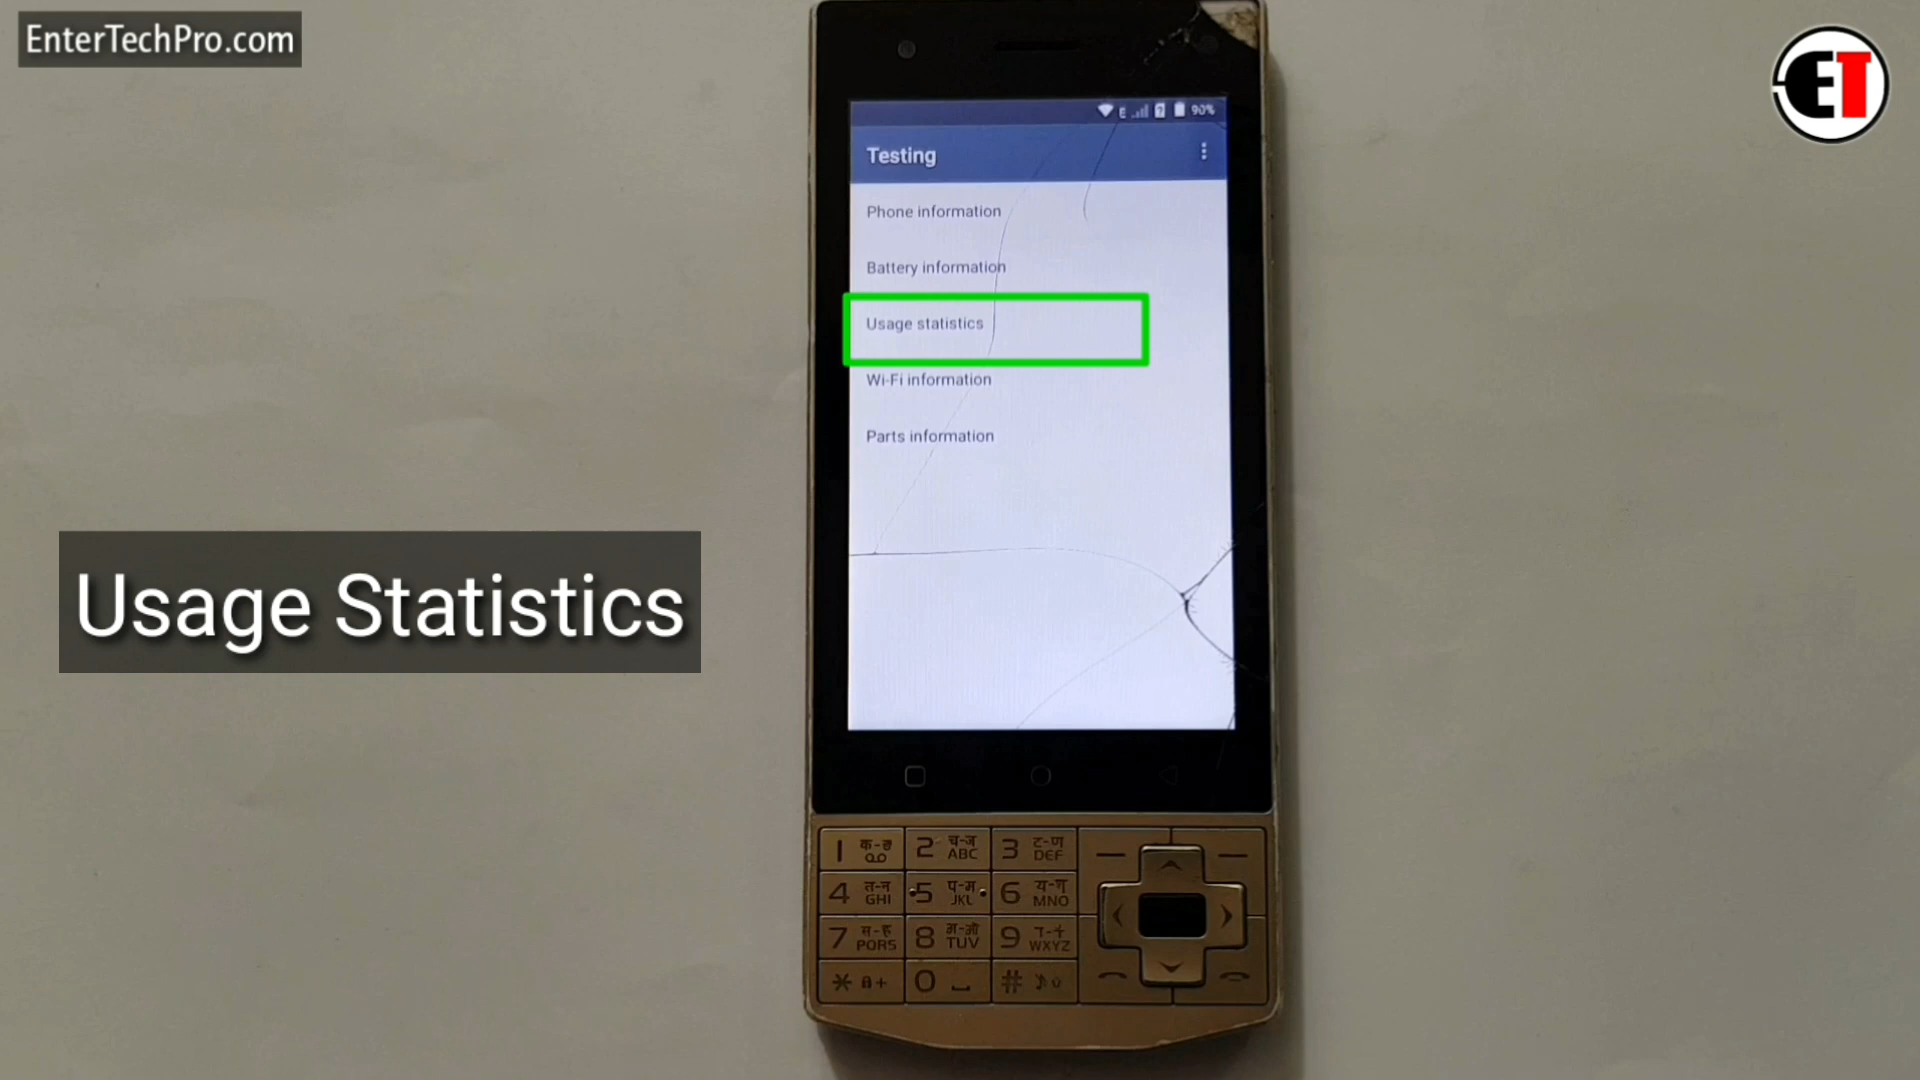 EnterTechPro.com
ET
90%
Testing
Phone information
Battery information
Usage statistics
Wi-Fi information
Parts information
Usage Statistics
1 क-ङ
2 च-ञ ABC
3 ट-ण DEF
4 त-न GHI
5 प-म JKL
6 MNO
7 PQRS
8 TUV
9 WXYZ
* +
0
#